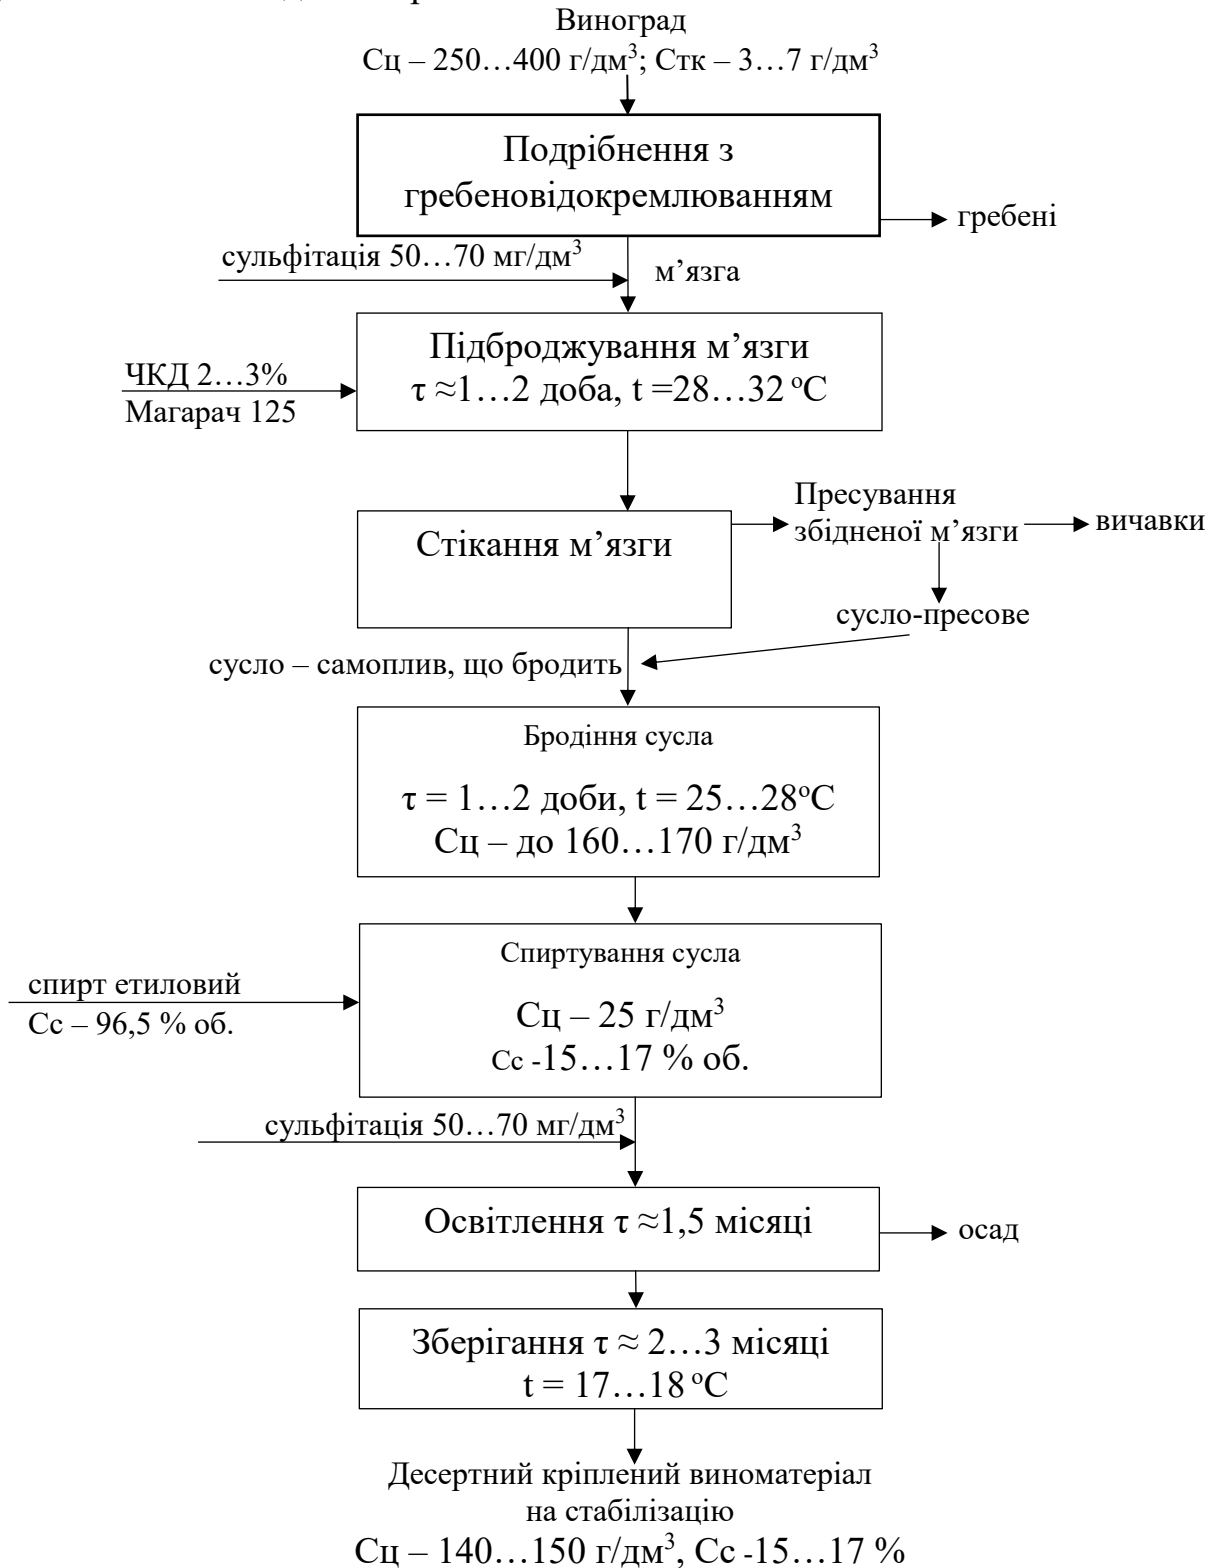 Виноград
Сц – 250…400 г/дм³; Стк – 3…7 г/дм³
Подрібнення з
гребеновідокремлюванням
гребені
сульфітація 50…70 мг/дм³
м’язга
Підброджування м’язги
τ ≈1…2 доба, t =28…32 ºС
ЧКД 2…3%
Магарач 125
Стікання м’язги
Пресування
збідненої м’язги
вичавки
сусло-пресове
сусло – самоплив, що бродить
Бродіння сусла
τ = 1…2 доби, t = 25…28ºС
Сц – до 160…170 г/дм³
Спиртування сусла
Сц – 25 г/дм³
Сс -15…17 % об.
спирт етиловий
Сс – 96,5 % об.
сульфітація 50…70 мг/дм³
Освітлення τ ≈1,5 місяці
осад
Зберігання τ ≈ 2…3 місяці
t = 17…18 ºС
Десертний кріплений виноматеріал
на стабілізацію
Сц – 140…150 г/дм³, Сс -15…17 %